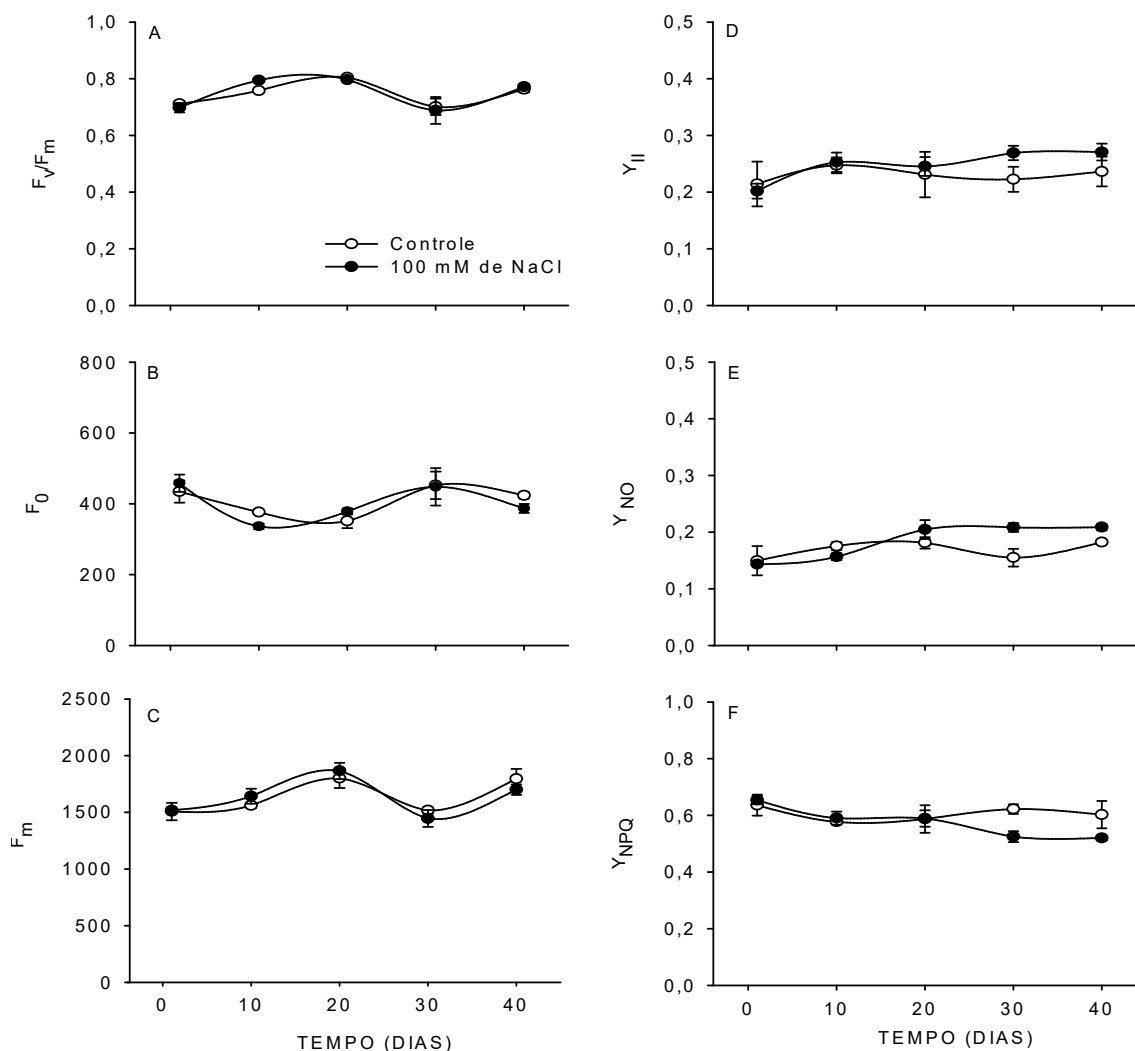 A
1,0
0,8
0,6
0,4
0,2
0,0
Fv/Fm
Controle
100 mM de NaCl
B
800
600
400
200
0
F0
C
2500
2000
1500
1000
500
0
Fm
0 10 20 30 40
TEMPO (DIAS)
D
0,5
0,4
0,3
0,2
0,1
0,0
YII
E
0,5
0,4
0,3
0,2
0,1
0,0
YNO
F
1,0
0,8
0,6
0,4
0,2
0,0
YNPQ
0 10 20 30 40
TEMPO (DIAS)